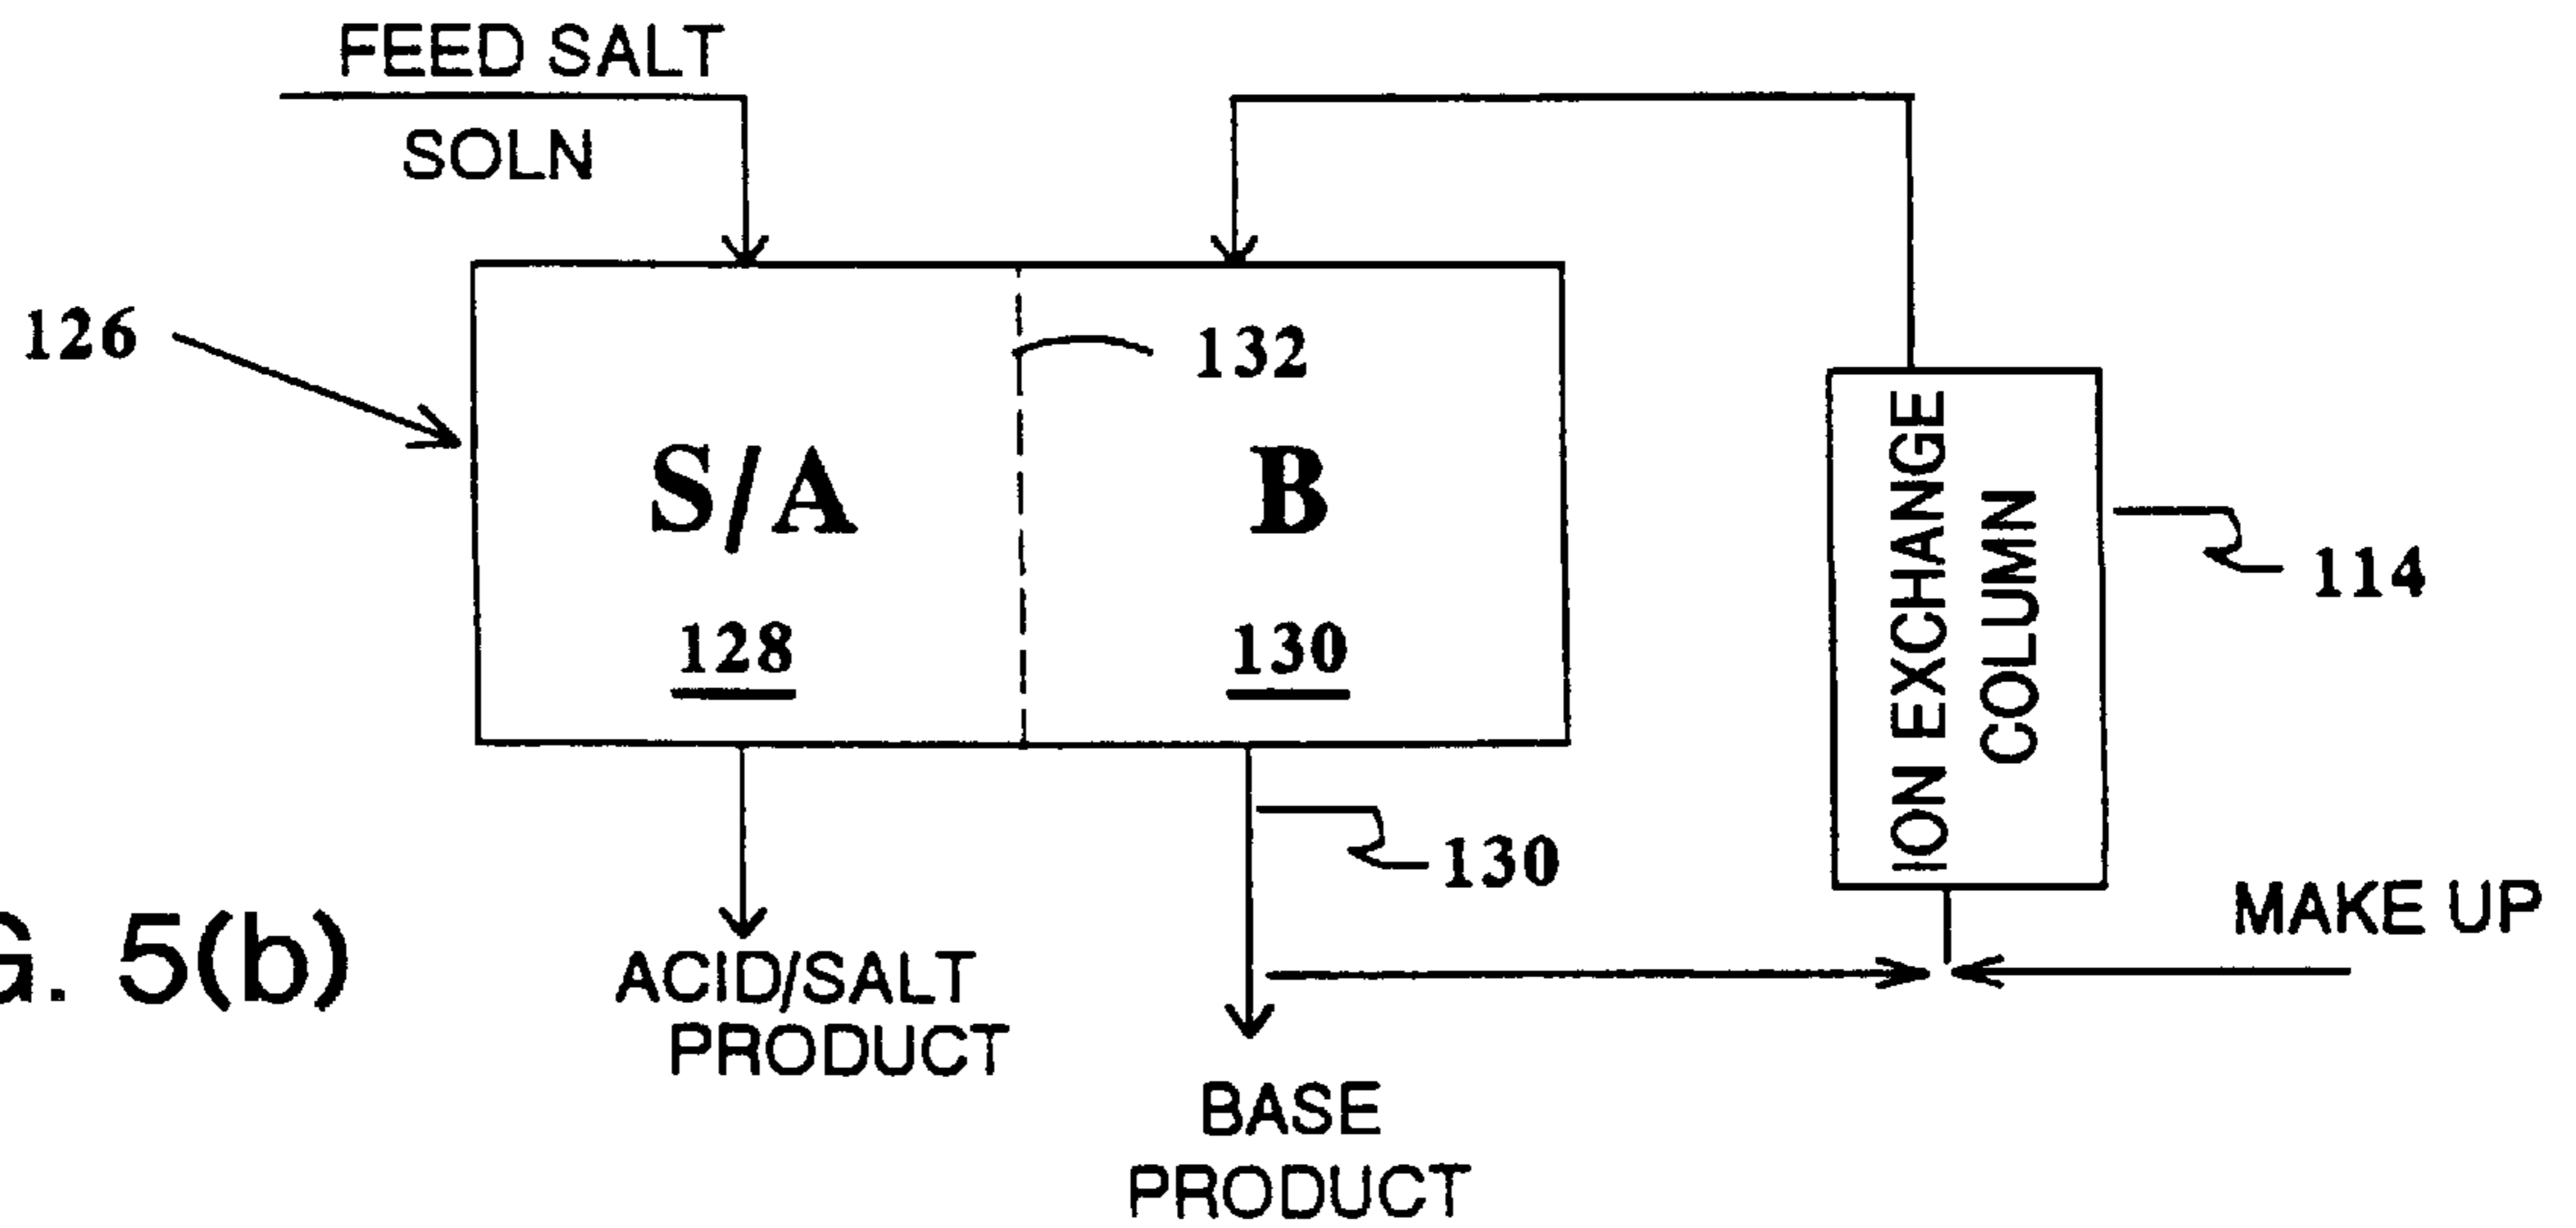 FEED SALT
SOLN
126
132
S/A
B
128
130
ION EXCHANGE
COLUMN
114
130
MAKE UP
G. 5(b)
ACID/SALT
PRODUCT
BASE
PRODUCT